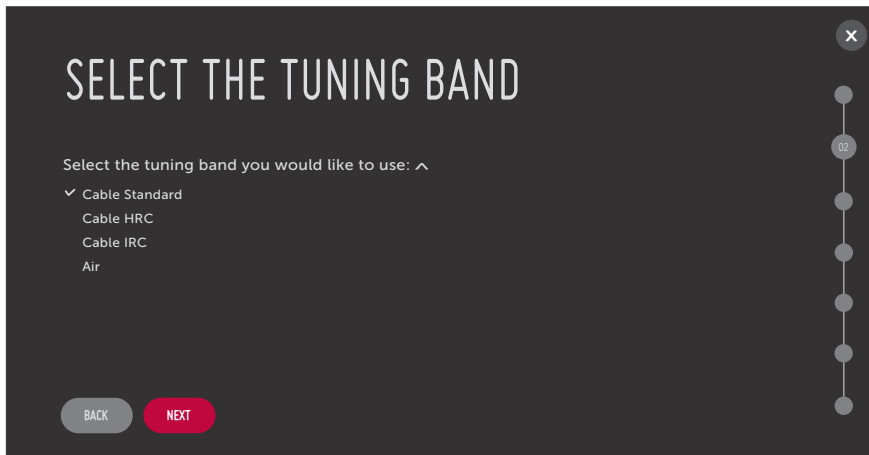 X
SELECT THE TUNING BAND
02
Select the tuning band you would like to use:
Cable Standard
Cable HRC
Cable IRC
Air
BACK
NEXT